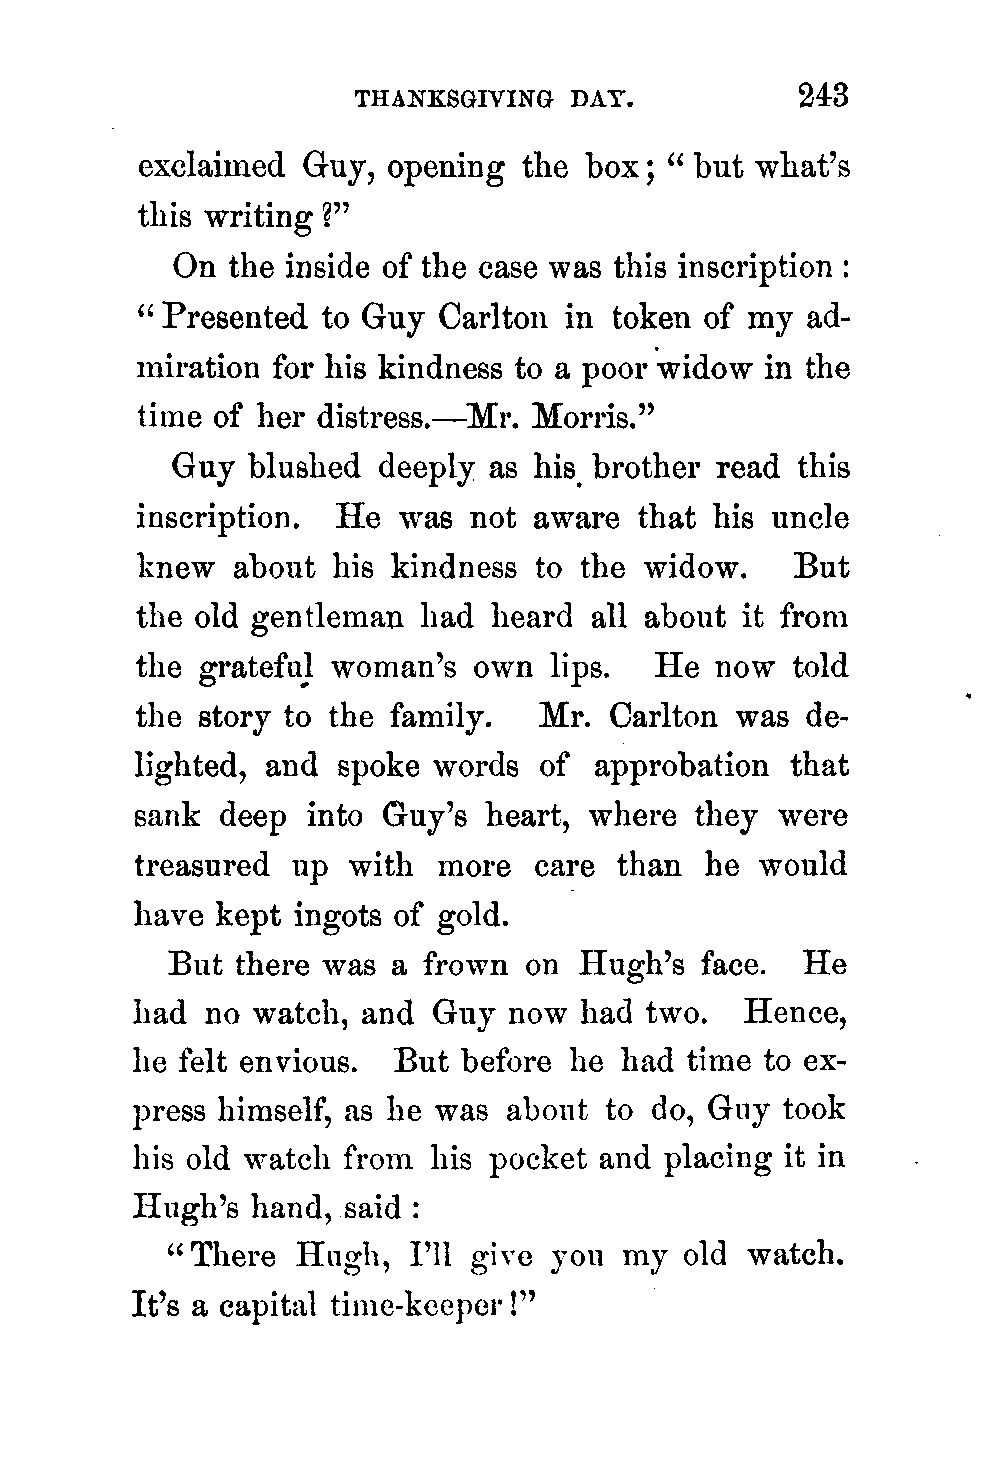 THANKSGIVING DAY. 243
exclaimed Guy, opening the box; “ but what’s
this writing ?”
On the inside of the case was this inscription :
“ Presented to Guy Carlton in token of my ad-
miration for his kindness to a poor widow in the
time of her distress.—Mr. Morris.”
Guy blushed deeply as his brother read this
inscription. He was not aware that his uncle
knew about his kindness to the widow. But
the old gentleman had heard all about it from
the grateful woman’s own lips. He now told
the story to the family. Mr. Carlton was de-
lighted, and spoke words of approbation that
sank deep into Guy’s heart, where they were
treasured up with more care than he would
have kept ingots of gold.
But there was a frown on Hugh’s face. He
had no watch, and Guy now had two. Hence,
he felt envious. But before he had time to ex-
press himself, as he was about to do, Guy took
his old watch from his pocket and placing it in
Hugh’s hand, said :
“There Hugh, I’ll give you my old watch.
It’s a capital time-keeper !”